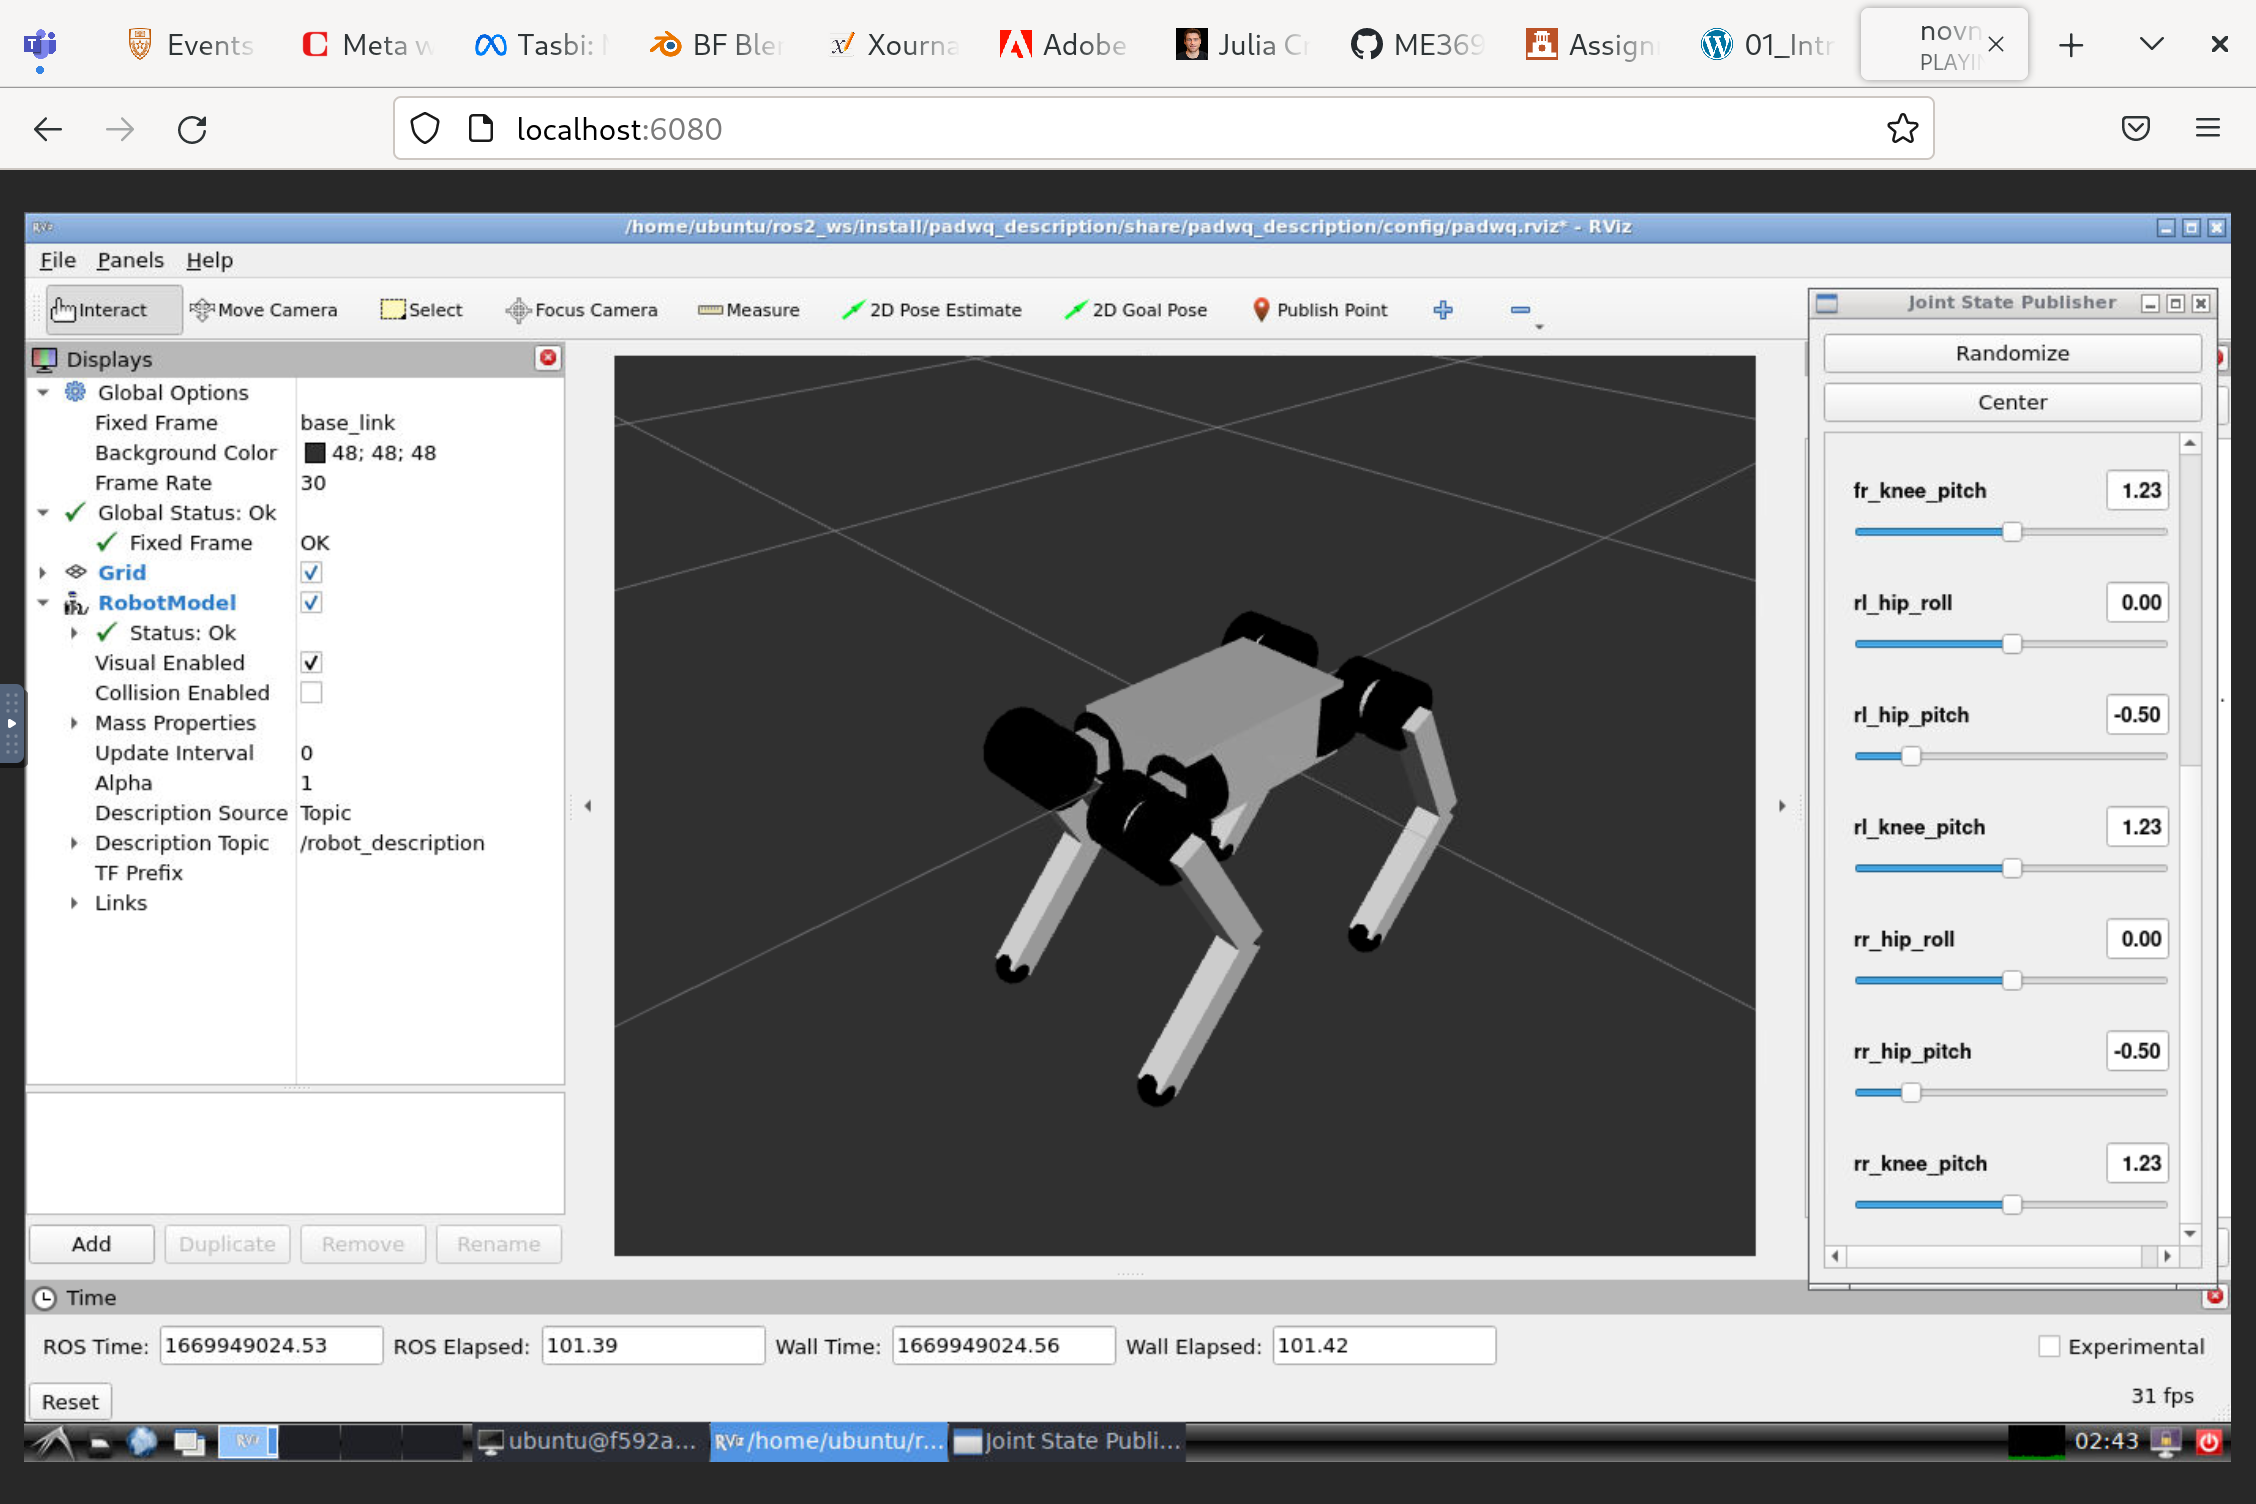 Events
Meta w
Tasbi:
BF Bler
Xourna
Adobe
Julia Cr
ME369
Assign
01_Intr
novn
PLAYIN
localhost:6080
/home/ubuntu/ros2_ws/install/padwq_description/share/padwq_description/config/padwq.rviz* - RViz
File Panels Help
Interact Move Camera Select Focus Camera Measure 2D Pose Estimate 2D Goal Pose Publish Point
Displays
Global Options
Fixed Frame base_link
Background Color 48; 48; 48
Frame Rate 30
Global Status: Ok
Fixed Frame OK
Grid
RobotModel
Status: Ok
Visual Enabled
Collision Enabled
Mass Properties
Update Interval 0
Alpha 1
Description Source Topic
Description Topic /robot_description
TF Prefix
Links
Add Duplicate Remove Rename
Joint State Publisher
Randomize
Center
fr_knee_pitch 1.23
rl_hip_roll 0.00
rl_hip_pitch -0.50
rl_knee_pitch 1.23
rr_hip_roll 0.00
rr_hip_pitch -0.50
rr_knee_pitch 1.23
Time
ROS Time: 1669949024.53 ROS Elapsed: 101.39 Wall Time: 1669949024.56 Wall Elapsed: 101.42 Experimental
Reset 31 fps
ubuntu@f592a... RViz /home/ubuntu/r... Joint State Publi... 02:43